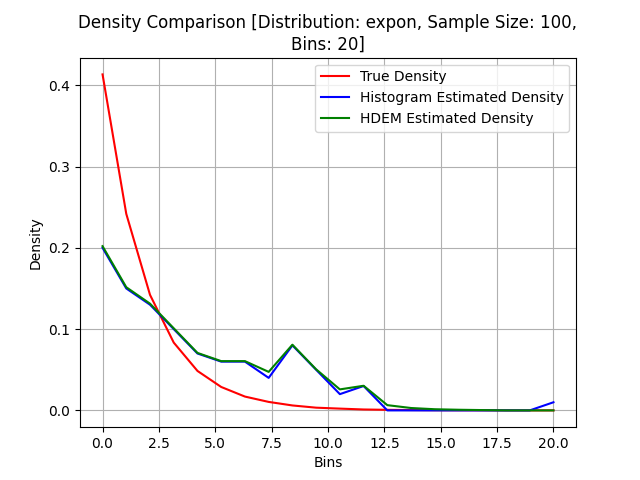 Density Comparison [Distribution: expon, Sample Size: 100,
Bins: 20]
True Density
Histogram Estimated Density
HDEM Estimated Density
Density
0.4
0.3
0.2
0.1
0.0
0.0 2.5 5.0 7.5 10.0 12.5 15.0 17.5 20.0
Bins